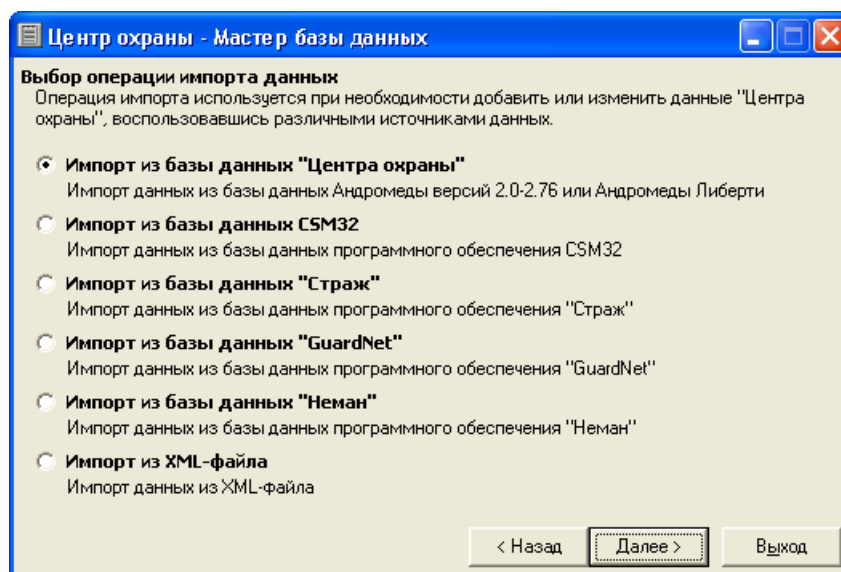 Центр охраны - Мастер базы данных
Выбор операции импорта данных
Операция импорта используется при необходимости добавить или изменить данные "Центра
охраны", воспользовавшись различными источниками данных.
Импорт из базы данных "Центра охраны"
Импорт данных из базы данных Андромеды версий 2.0-2.76 или Андромеды Либерти
Импорт из базы данных CSM32
Импорт данных из базы данных программного обеспечения CSM32
Импорт из базы данных "Страж"
Импорт данных из базы данных программного обеспечения "Страж"
Импорт из базы данных "GuardNet"
Импорт данных из базы данных программного обеспечения "GuardNet"
Импорт из базы данных "Неман"
Импорт данных из базы данных программного обеспечения "Неман"
Импорт из XML-файла
Импорт данных из XML-файла
< Назад Далее > Выход